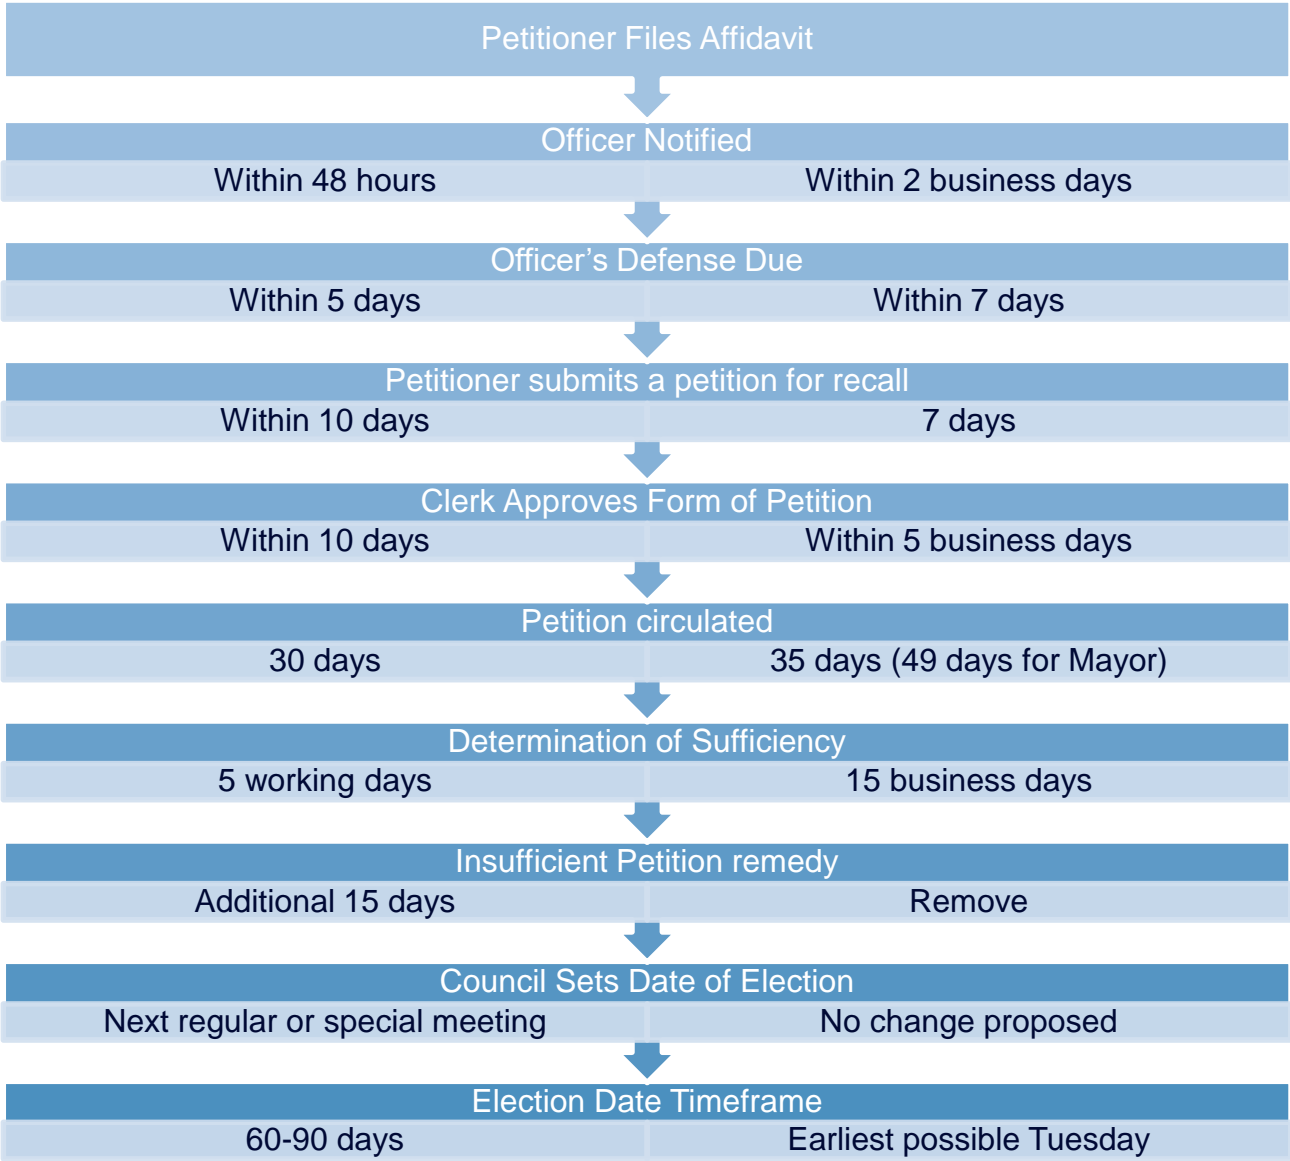 Petitioner Files Affidavit
Officer Notified
Within 48 hours
Within 2 business days
Officer’s Defense Due
Within 5 days
Within 7 days
Petitioner submits a petition for recall
Within 10 days
7 days
Clerk Approves Form of Petition
Within 10 days
Within 5 business days
Petition circulated
30 days
35 days (49 days for Mayor)
Determination of Sufficiency
5 working days
15 business days
Insufficient Petition remedy
Additional 15 days
Remove
Council Sets Date of Election
Next regular or special meeting
No change proposed
Election Date Timeframe
60-90 days
Earliest possible Tuesday